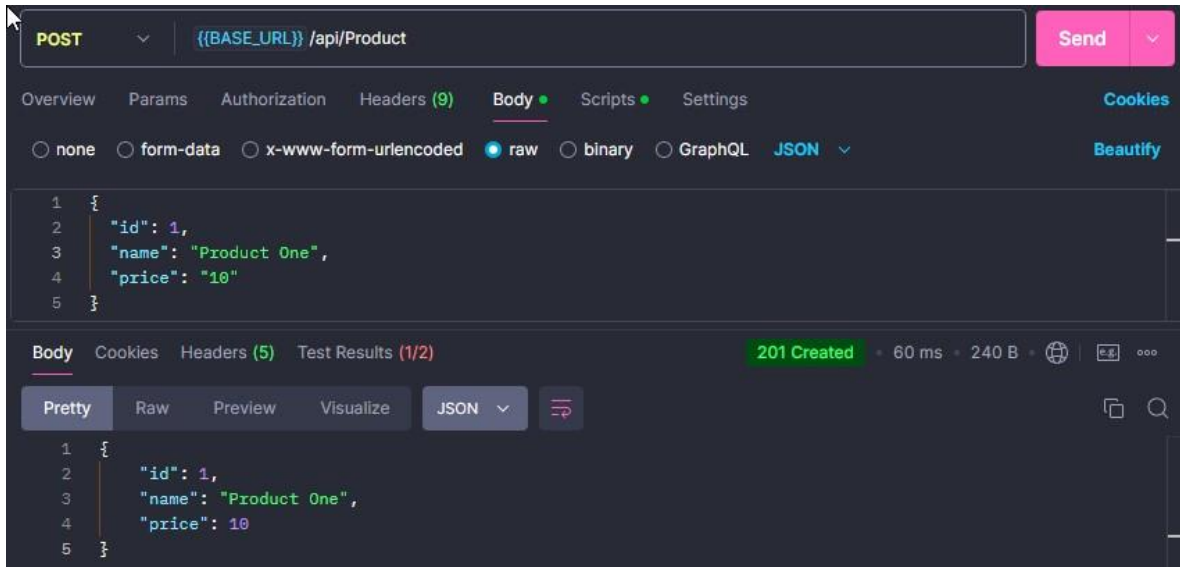 POST {{BASE_URL}} /api/Product Send
Overview Params Authorization Headers (9) Body Scripts Settings Cookies
none form-data x-www-form-urlencoded raw binary GraphQL JSON Beautify
1 {
2 "id": 1,
3 "name": "Product One",
4 "price": "10"
5 }
Body Cookies Headers (5) Test Results (1/2) 201 Created 60 ms 240 B e.g.
Pretty Raw Preview Visualize JSON
1 {
2 "id": 1,
3 "name": "Product One",
4 "price": 10
5 }